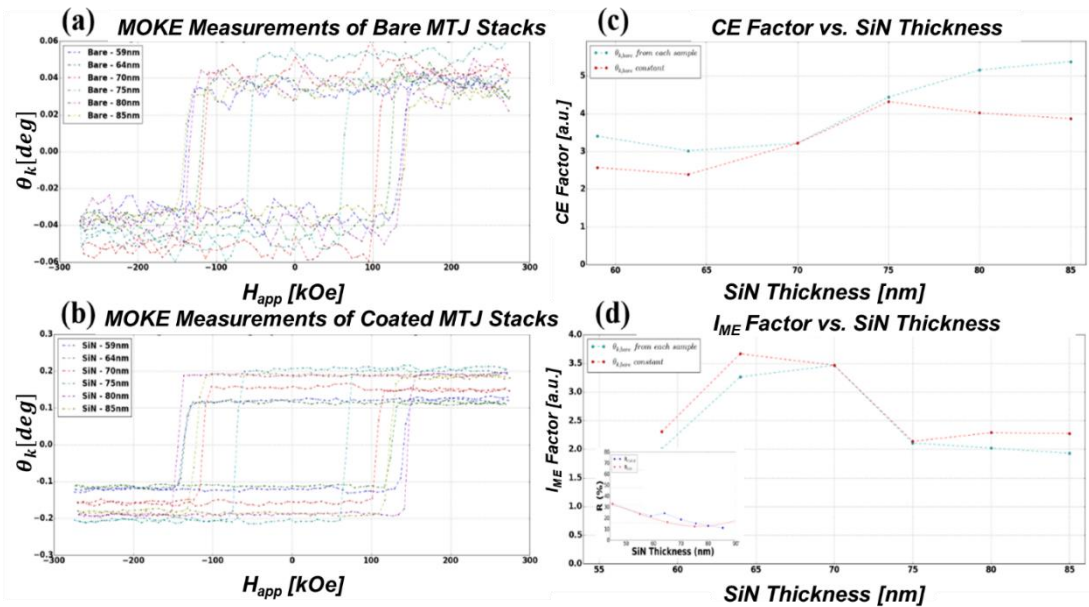 (a)
MOKE Measurements of Bare MTJ Stacks
0.06
0.04
0.02
0.00
−0.02
−0.04
−0.06
θk[deg]
Bare - 59nm
Bare - 64nm
Bare - 70nm
Bare - 75nm
Bare - 80nm
Bare - 85nm
−300 −200 −100 0 100 200 300
Happ [kOe]
(b)
MOKE Measurements of Coated MTJ Stacks
0.3
0.2
0.1
0.0
−0.1
−0.2
−0.3
θk[deg]
SiN - 59nm
SiN - 64nm
SiN - 70nm
SiN - 75nm
SiN - 80nm
SiN - 85nm
−300 −200 −100 0 100 200 300
Happ [kOe]
(c)
CE Factor vs. SiN Thickness
5
4
3
2
1
0
CE Factor [a.u.]
θk,bare from each sample
θk,bare constant
60 65 70 75 80 85
SiN Thickness [nm]
(d)
IME Factor vs. SiN Thickness
4.0
3.5
3.0
2.5
2.0
1.5
1.0
0.5
0.0
IME Factor [a.u.]
θk,bare from each sample
θk,bare constant
R (%)
SiN Thickness (nm)
55 60 65 70 75 80 85
SiN Thickness [nm]